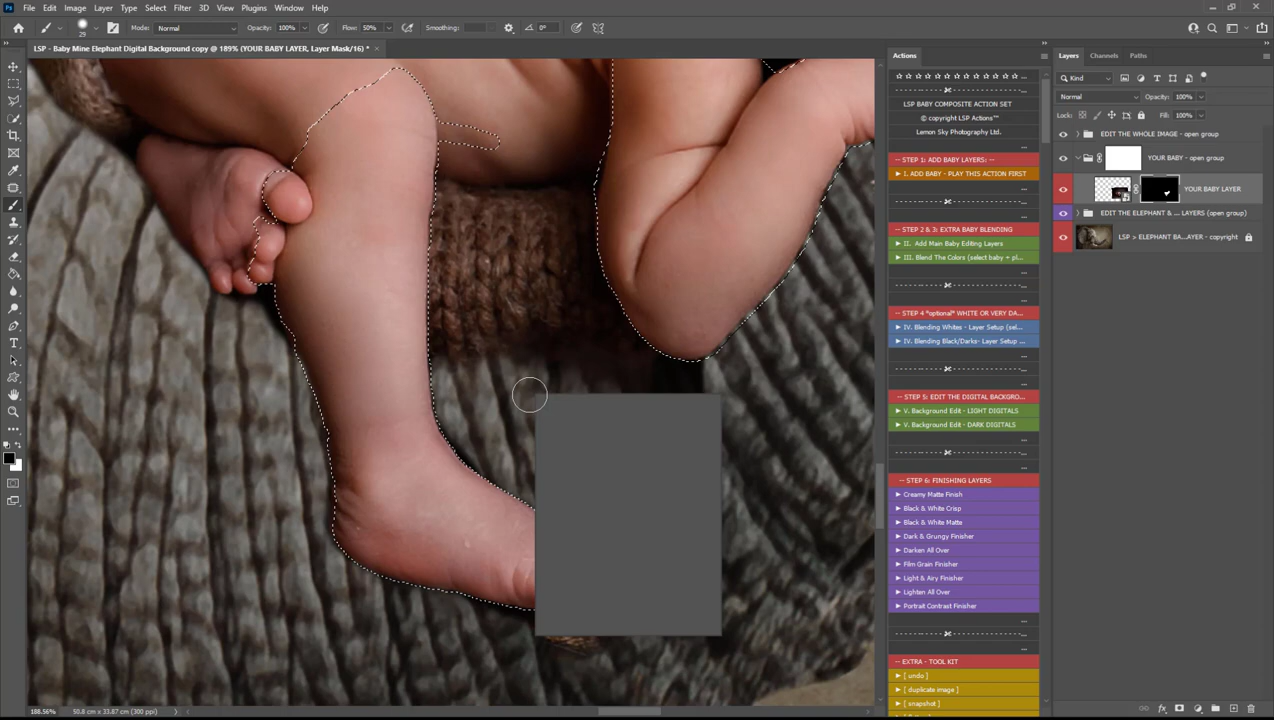 File Edit Image Layer Type Select Filter 3D View Plugins Window Help
29 Mode: Normal Opacity: 100% Flow: 50% Smoothing: 0°
LSP - Baby Mine Elephant Digital Background copy @ 189% (YOUR BABY LAYER, Layer Mask/16) *
Actions
LSP BABY COMPOSITE ACTION SET
© copyright LSP Actions™
Lemon Sky Photography Ltd.
...
-- STEP 1: ADD BABY LAYERS: --
I. ADD BABY - PLAY THIS ACTION FIRST
...
-- STEP 2 & 3: EXTRA BABY BLENDING
II. Add Main Baby Editing Layers
III. Blend The Colors (select baby + pl...
...
STEP 4 *optional* WHITE OR VERY DA...
IV. Blending Whites - Layer Setup (sel...
IV. Blending Black/Darks- Layer Setup ...
...
-- STEP 5: EDIT THE DIGITAL BACKGRO...
V. Background Edit - LIGHT DIGITALS
V. Background Edit - DARK DIGITALS
...
-- STEP 6: FINISHING LAYERS
Creamy Matte Finish
Black & White Crisp
Black & White Matte
Dark & Grungy Finisher
Darken All Over
Film Grain Finisher
Light & Airy Finisher
Lighten All Over
Portrait Contrast Finisher
...
-- EXTRA - TOOL KIT
[ undo ]
[ duplicate image ]
[ snapshot ]
Layers Channels Paths
Kind
Normal Opacity: 100%
Lock: Fill: 100%
EDIT THE WHOLE IMAGE - open group
YOUR BABY - open group
YOUR BABY LAYER
EDIT THE ELEPHANT & ... LAYERS (open group)
LSP > ELEPHANT BA...AYER - copyright
188.56% 50.8 cm x 33.87 cm (300 ppi)